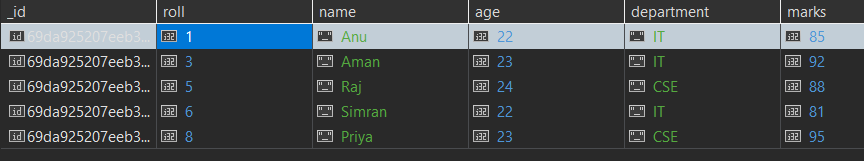 _id roll name age department marks
69da925207eeb3... 1 Anu 22 IT 85
69da925207eeb3... 3 Aman 23 IT 92
69da925207eeb3... 5 Raj 24 CSE 88
69da925207eeb3... 6 Simran 22 IT 81
69da925207eeb3... 8 Priya 23 CSE 95